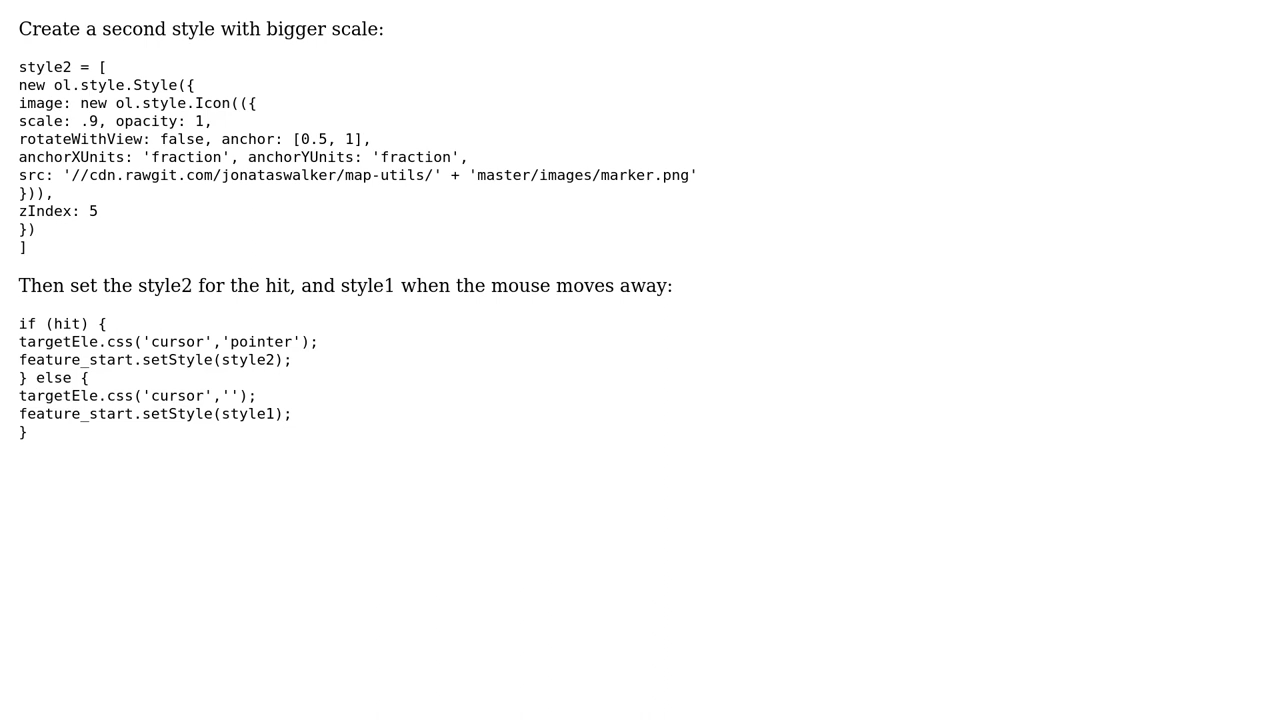 Create a second style with bigger scale:
style2 = [
new ol.style.Style({
image: new ol.style.Icon(({
scale: .9, opacity: 1,
rotateWithView: false, anchor: [0.5, 1],
anchorXUnits: 'fraction', anchorYUnits: 'fraction',
src: '//cdn.rawgit.com/jonataswalker/map-utils/' + 'master/images/marker.png'
})),
zIndex: 5
})
]
Then set the style2 for the hit, and style1 when the mouse moves away:
if (hit) {
targetEle.css('cursor','pointer');
feature_start.setStyle(style2);
} else {
targetEle.css('cursor','');
feature_start.setStyle(style1);
}